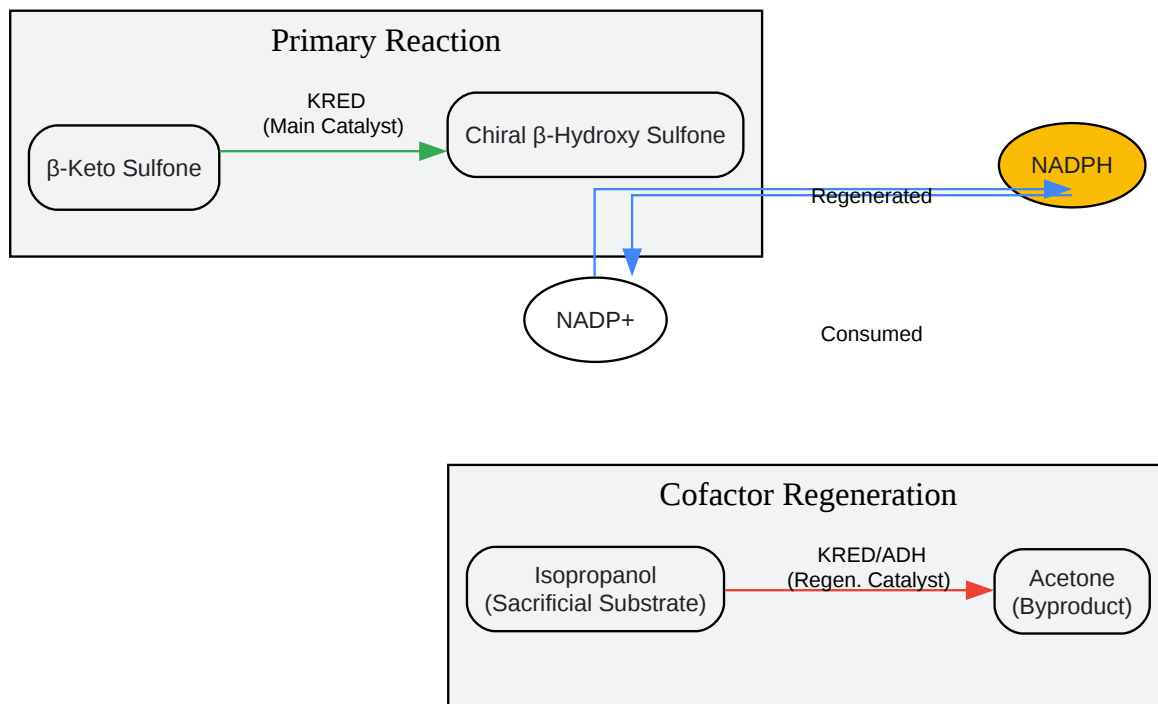 Primary Reaction
KRED
(Main Catalyst)
β-Keto Sulfone
Chiral β-Hydroxy Sulfone
NADPH
Regenerated
NADP+
Consumed
Cofactor Regeneration
Isopropanol
(Sacrificial Substrate)
KRED/ADH
(Regen. Catalyst)
Acetone
(Byproduct)